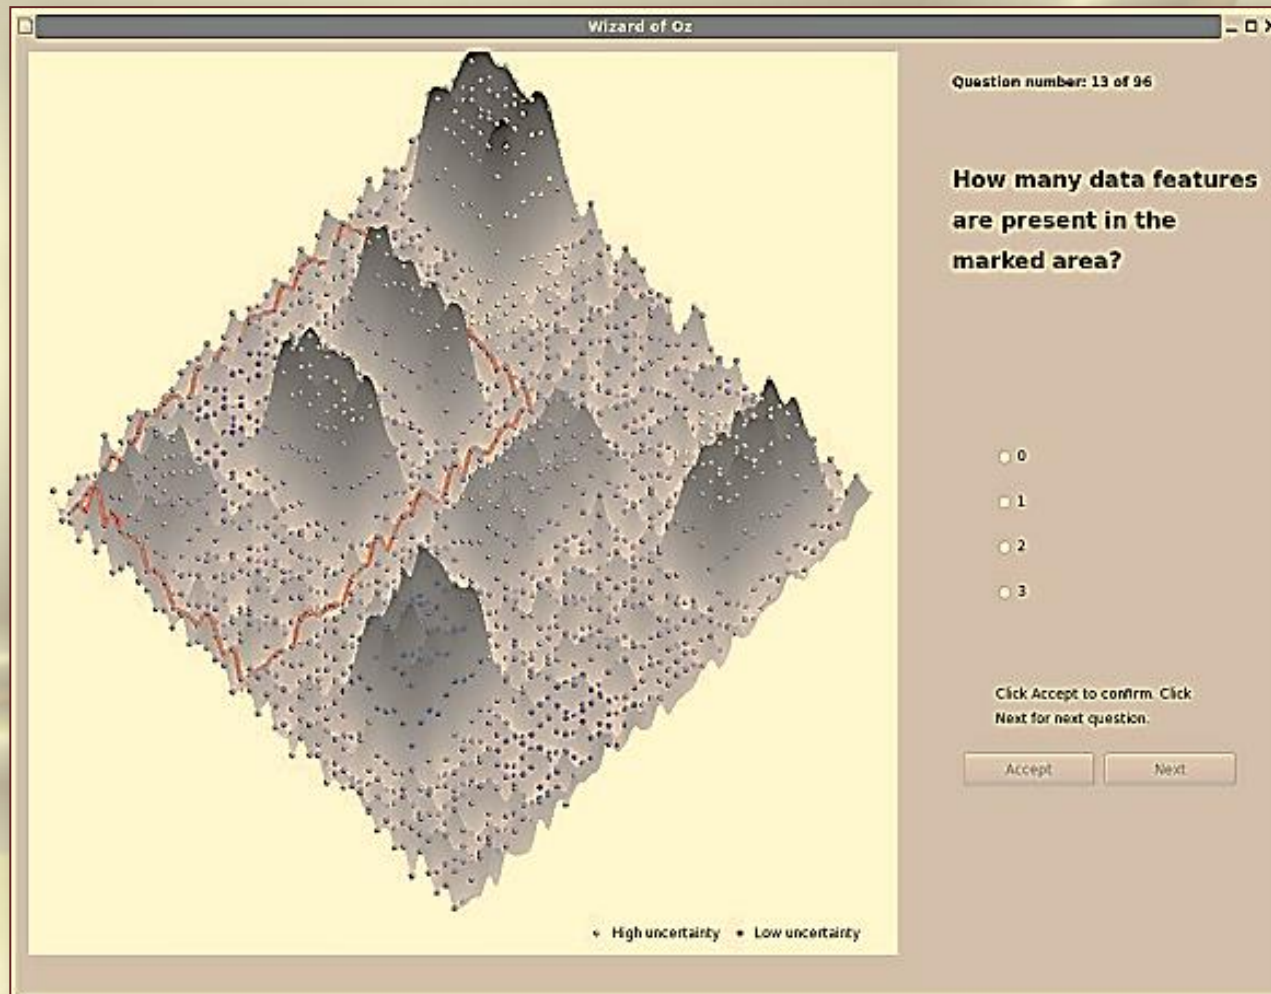 Wizard of Oz
Question number: 13 of 96
How many data features
are present in the
marked area?
0
1
2
3
Click Accept to confirm. Click
Next for next question.
Accept
Next
High uncertainty
Low uncertainty